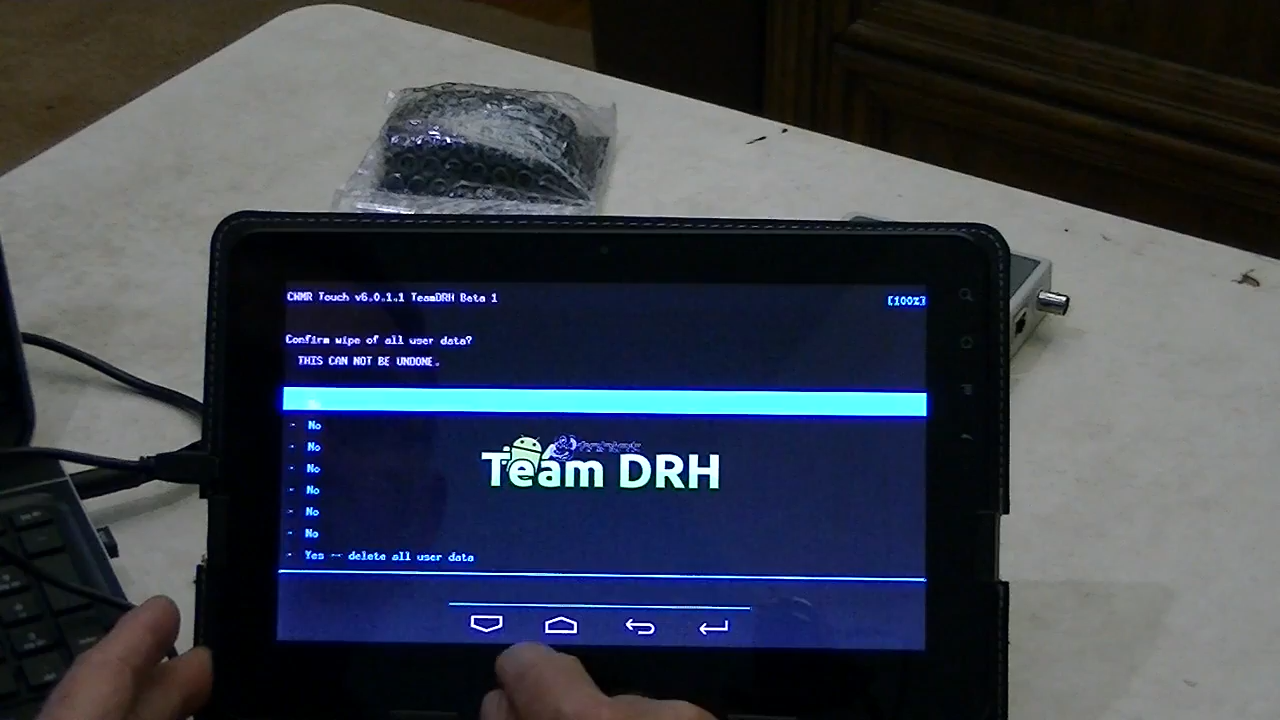 CWMR Touch v6.0.1.1 TeamDRH Beta 1
[100%]
Confirm wipe of all user data?
THIS CAN NOT BE UNDONE.
- No
- No
- No
- No
- No
- No
- Yes -- delete all user data
Team DRH